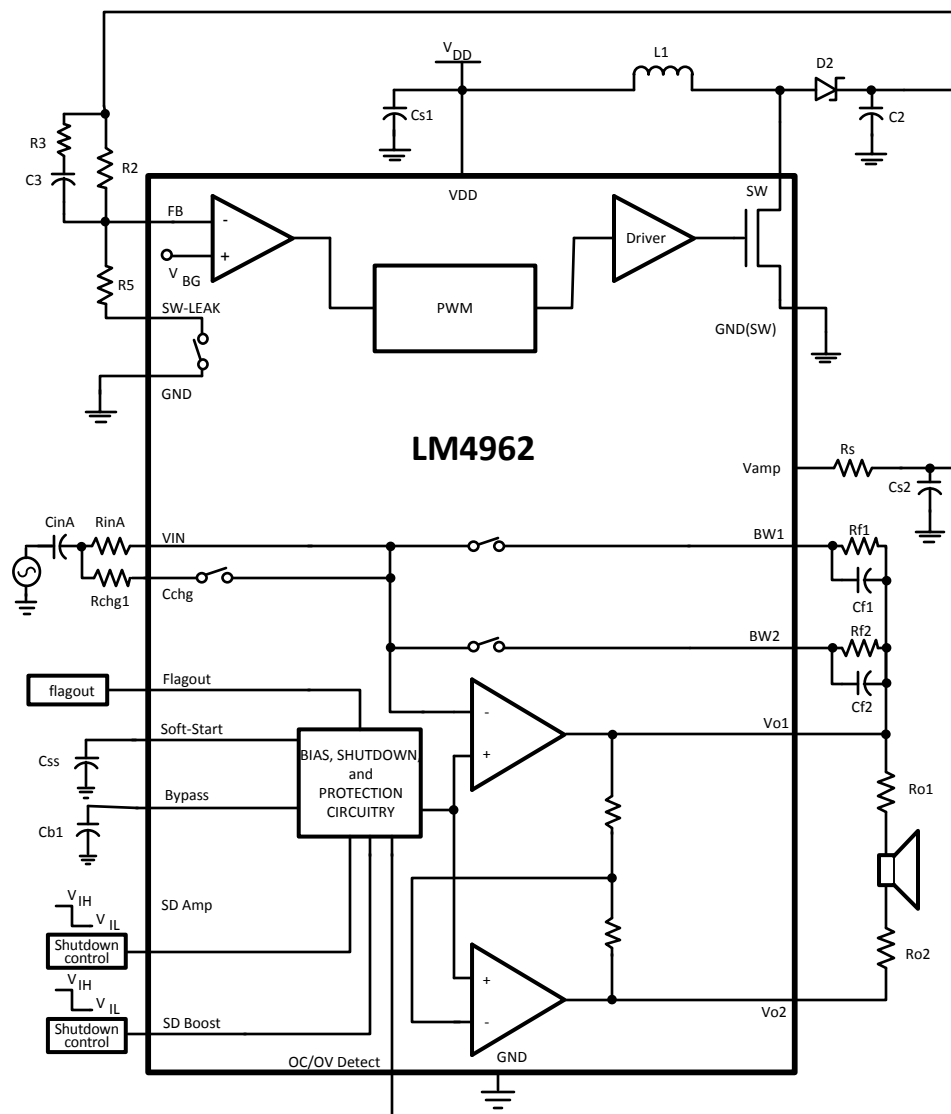 V
DD
L1
D2
Cs1
C2
R3
R2
C3
VDD
SW
FB
-
Driver
+
V
BG
R5
SW-LEAK
PWM
GND(SW)
GND
LM4962
Vamp
Rs
Cs2
CinA
RinA
VIN
BW1
Rf1
Rchg1
Cchg
Cf1
BW2
Rf2
Cf2
flagout
Flagout
Soft-Start
-
Vo1
Css
BIAS, SHUTDOWN,
and
PROTECTION
CIRCUITRY
+
Bypass
Ro1
Cb1
V
IH
V
IL
SD Amp
Shutdown
control
Ro2
V
IH
V
IL
+
-
Vo2
Shutdown
control
SD Boost
GND
OC/OV Detect